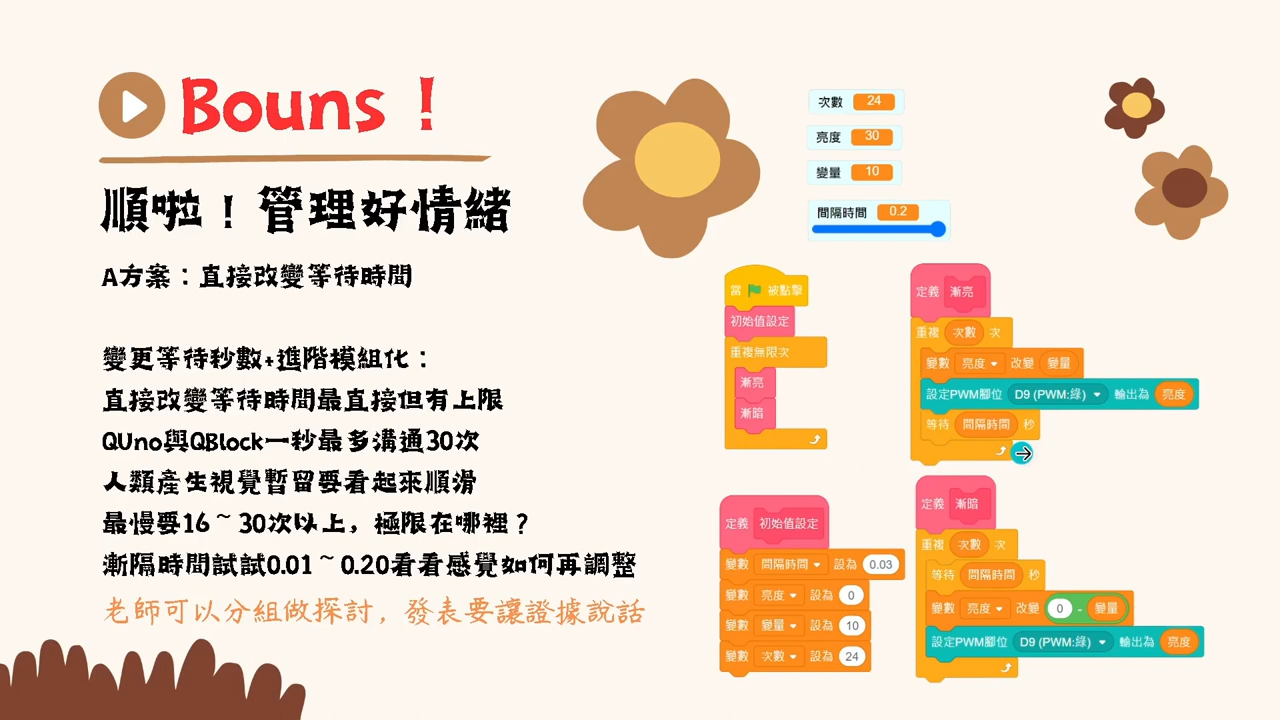 Bouns！
順啦！管理好情緒
A方案：直接改變等待時間
變更等待秒數+進階模組化：
直接改變等待時間最直接但有上限
QUno與QBlock一秒最多溝通30次
人類產生視覺暫留要看起來順滑
最慢要16～30次以上，極限在哪裡？
漸隔時間試試0.01～0.20看看感覺如何再調整
老師可以分組做探討，發表要讓證據說話
次數 24
亮度 30
變量 10
間隔時間 0.2
當 被點擊
初始值設定
重複無限次
漸亮
漸暗
定義 漸亮
重複 次數 次
變數 亮度 改變 變量
設定PWM腳位 D9 (PWM:綠) 輸出為 亮度
等待 間隔時間 秒
定義 初始值設定
變數 間隔時間 設為 0.03
變數 亮度 設為 0
變數 變量 設為 10
變數 次數 設為 24
定義 漸暗
重複 次數 次
等待 間隔時間 秒
變數 亮度 改變 0 - 變量
設定PWM腳位 D9 (PWM:綠) 輸出為 亮度